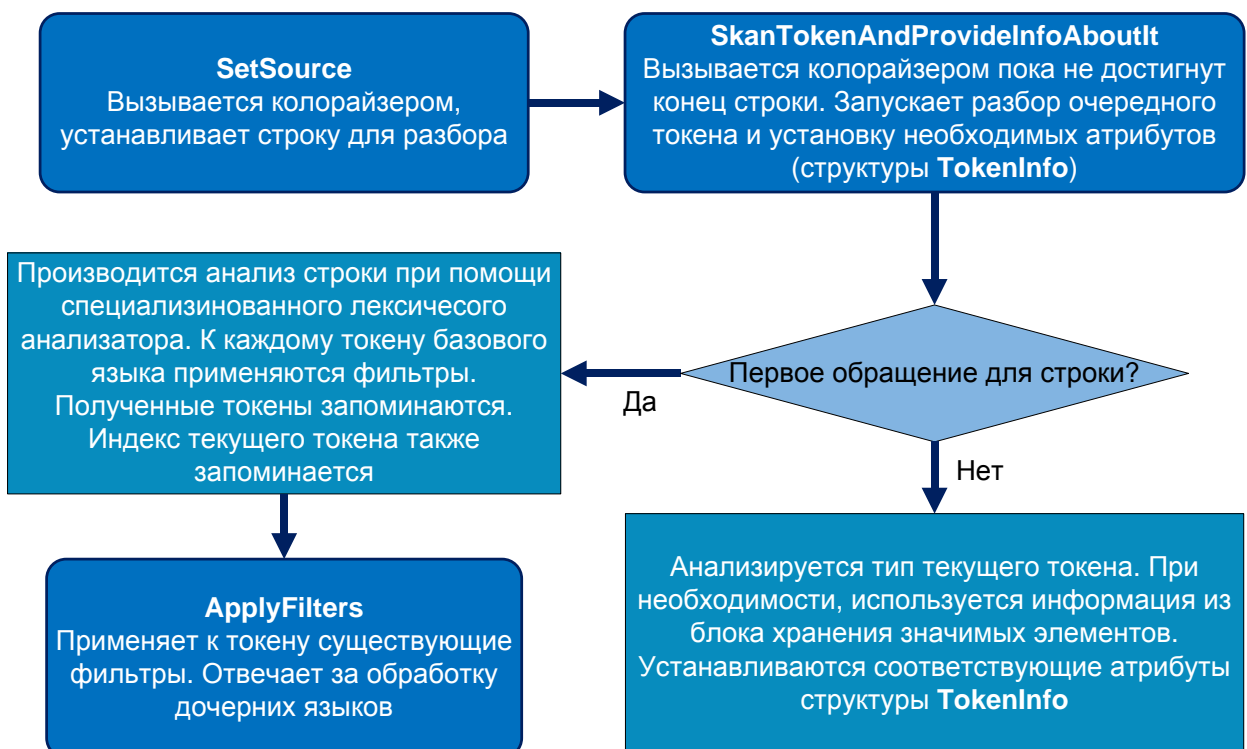 SetSource
Вызывается колорайзером,
устанавливает строку для разбора
SkanTokenAndProvideInfoAboutIt
Вызывается колорайзером пока не достигнут
конец строки. Запускает разбор очередного
токена и установку необходимых атрибутов
(структуры TokenInfo)
Первое обращение для строки?
Да
Нет
Производится анализ строки при помощи
специализинованного лексичесого
анализатора. К каждому токену базового
языка применяются фильтры.
Полученные токены запоминаются.
Индекс текущего токена также
запоминается
ApplyFilters
Применяет к токену существующие
фильтры. Отвечает за обработку
дочерних языков
Анализируется тип текущего токена. При
необходимости, используется информация из
блока хранения значимых элементов.
Устанавливаются соответствующие атрибуты
структуры TokenInfo